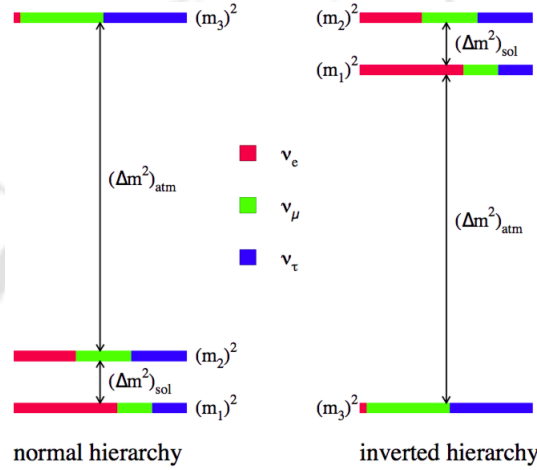 (m₃)²
(Δm²)atm
(m₂)²
(Δm²)sol
(m₁)²
normal hierarchy
νe
νμ
ντ
(m₂)²
(Δm²)sol
(m₁)²
(Δm²)atm
(m₃)²
inverted hierarchy